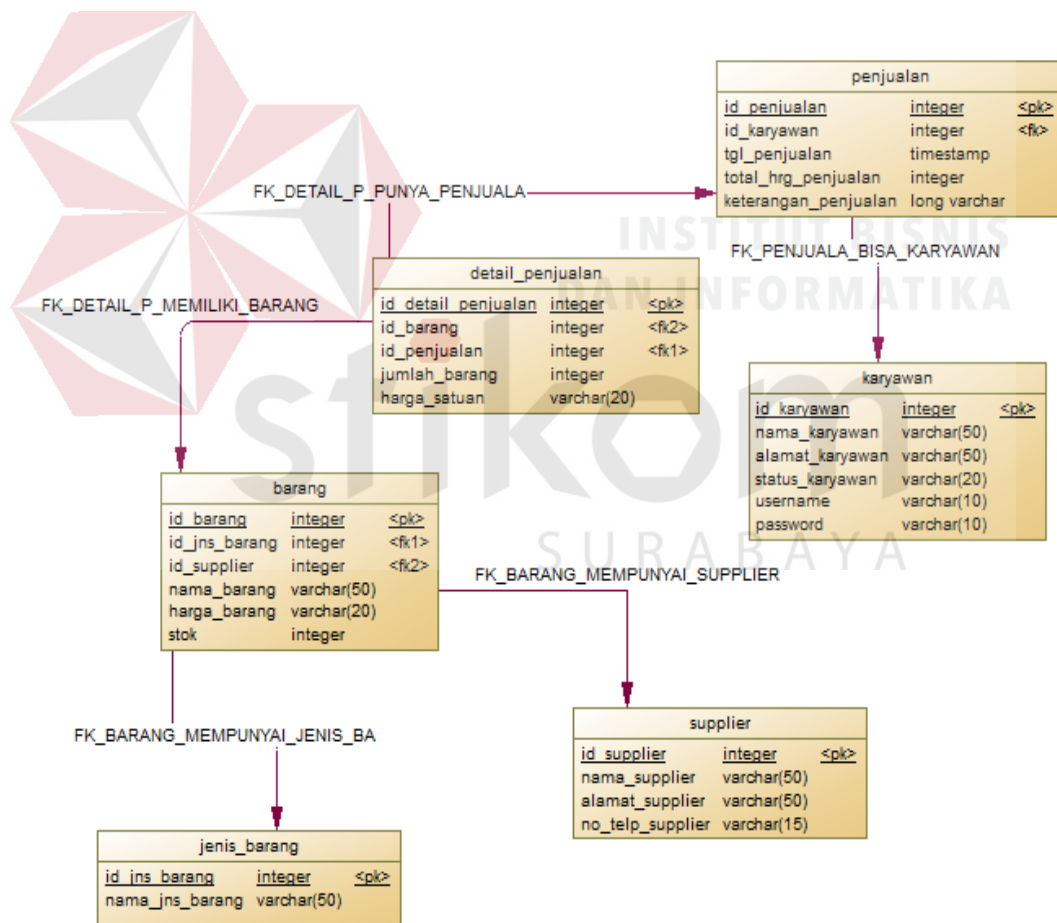 penjualan
id_penjualan integer <pk>
id_karyawan integer <fk>
tgl_penjualan timestamp
total_hrg_penjualan integer
keterangan_penjualan long varchar
FK_DETAIL_P_PUNYA_PENJUALA
INSTITUT BISNIS
DAN INFORMATIKA
FK_PENJUALA_BISA_KARYAWAN
detail_penjualan
id_detail_penjualan integer <pk>
id_barang integer <fk2>
id_penjualan integer <fk1>
jumlah_barang integer
harga_satuan varchar(20)
FK_DETAIL_P_MEMILIKI_BARANG
stikom
SURABAYA
karyawan
id_karyawan integer <pk>
nama_karyawan varchar(50)
alamat_karyawan varchar(50)
status_karyawan varchar(20)
username varchar(10)
password varchar(10)
barang
id_barang integer <pk>
id_jns_barang integer <fk1>
id_supplier integer <fk2>
nama_barang varchar(50)
harga_barang varchar(20)
stok integer
FK_BARANG_MEMPUNYAI_SUPPLIER
supplier
id_supplier integer <pk>
nama_supplier varchar(50)
alamat_supplier varchar(50)
no_telp_supplier varchar(15)
FK_BARANG_MEMPUNYAI_JENIS_BA
jenis_barang
id_jns_barang integer <pk>
nama_jns_barang varchar(50)